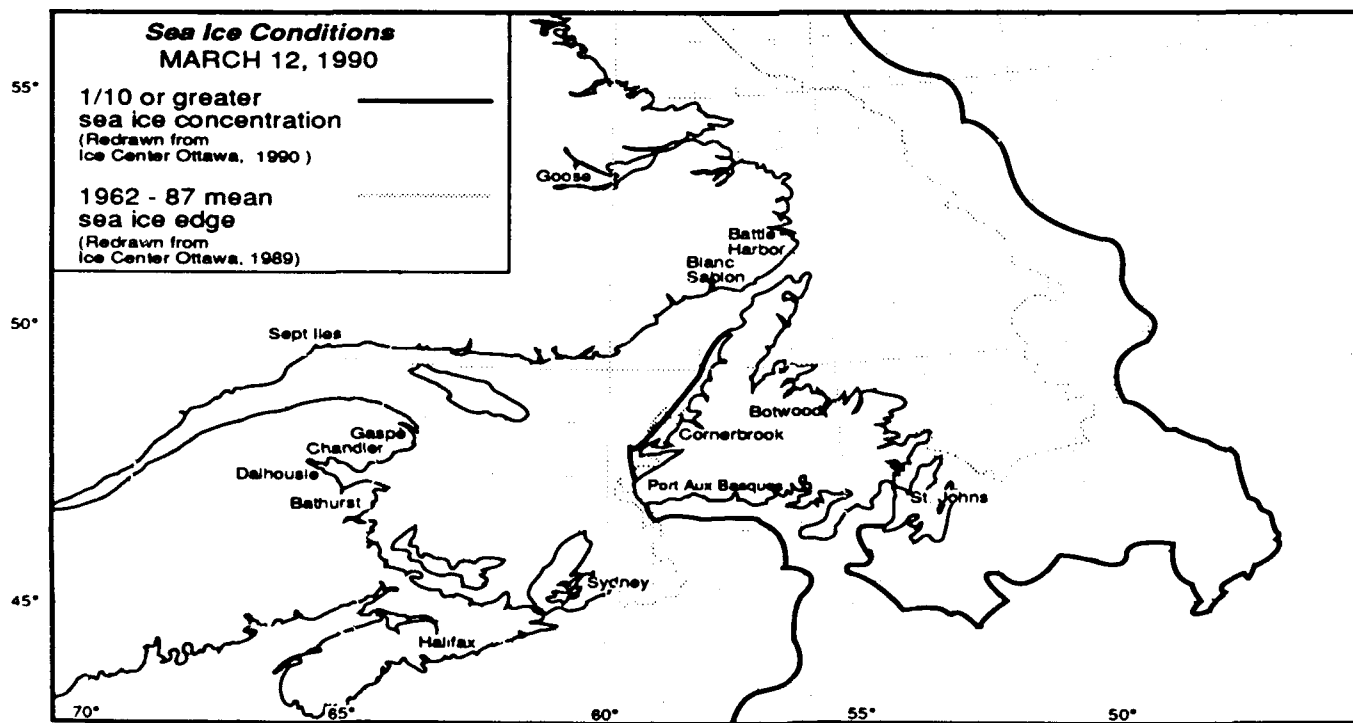 Sea Ice Conditions
MARCH 12, 1990
1/10 or greater
sea ice concentration
(Redrawn from
Ice Center Ottawa, 1990 )
1962 - 87 mean
sea ice edge
(Redrawn from
Ice Center Ottawa, 1989)
55°
50°
45°
Goose
Battle
Harbor
Blanc
Sablon
Sept Iles
Botwood
Cornerbrook
Gaspe
Chandler
Dalhousie
Bathurst
Port Aux Basques
St. Johns
Sydney
Halifax
70°
65°
60°
55°
50°